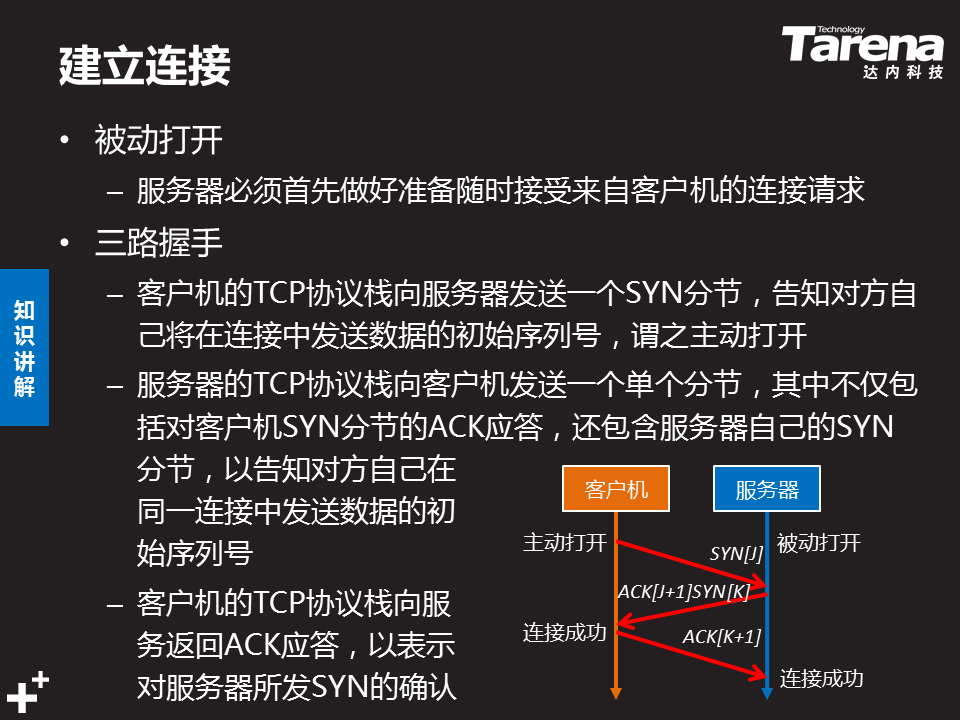 建立连接
Technology
Tarena
达内科技
• 被动打开
– 服务器必须首先做好准备随时接受来自客户机的连接请求
• 三路握手
– 客户机的TCP协议栈向服务器发送一个SYN分节，告知对方自
己将在连接中发送数据的初始序列号，谓之主动打开
– 服务器的TCP协议栈向客户机发送一个单个分节，其中不仅包
括对客户机SYN分节的ACK应答，还包含服务器自己的SYN
分节，以告知对方自己在
同一连接中发送数据的初
始序列号
– 客户机的TCP协议栈向服
务返回ACK应答，以表示
对服务器所发SYN的确认
知
识
讲
解
客户机
服务器
主动打开
SYN[J]
被动打开
ACK[J+1]SYN[K]
连接成功
ACK[K+1]
连接成功